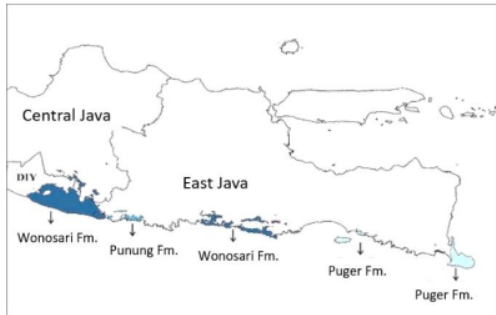 Central Java
DIY
East Java
Wonosari Fm.
Punung Fm.
Wonosari Fm.
Puger Fm.
Puger Fm.